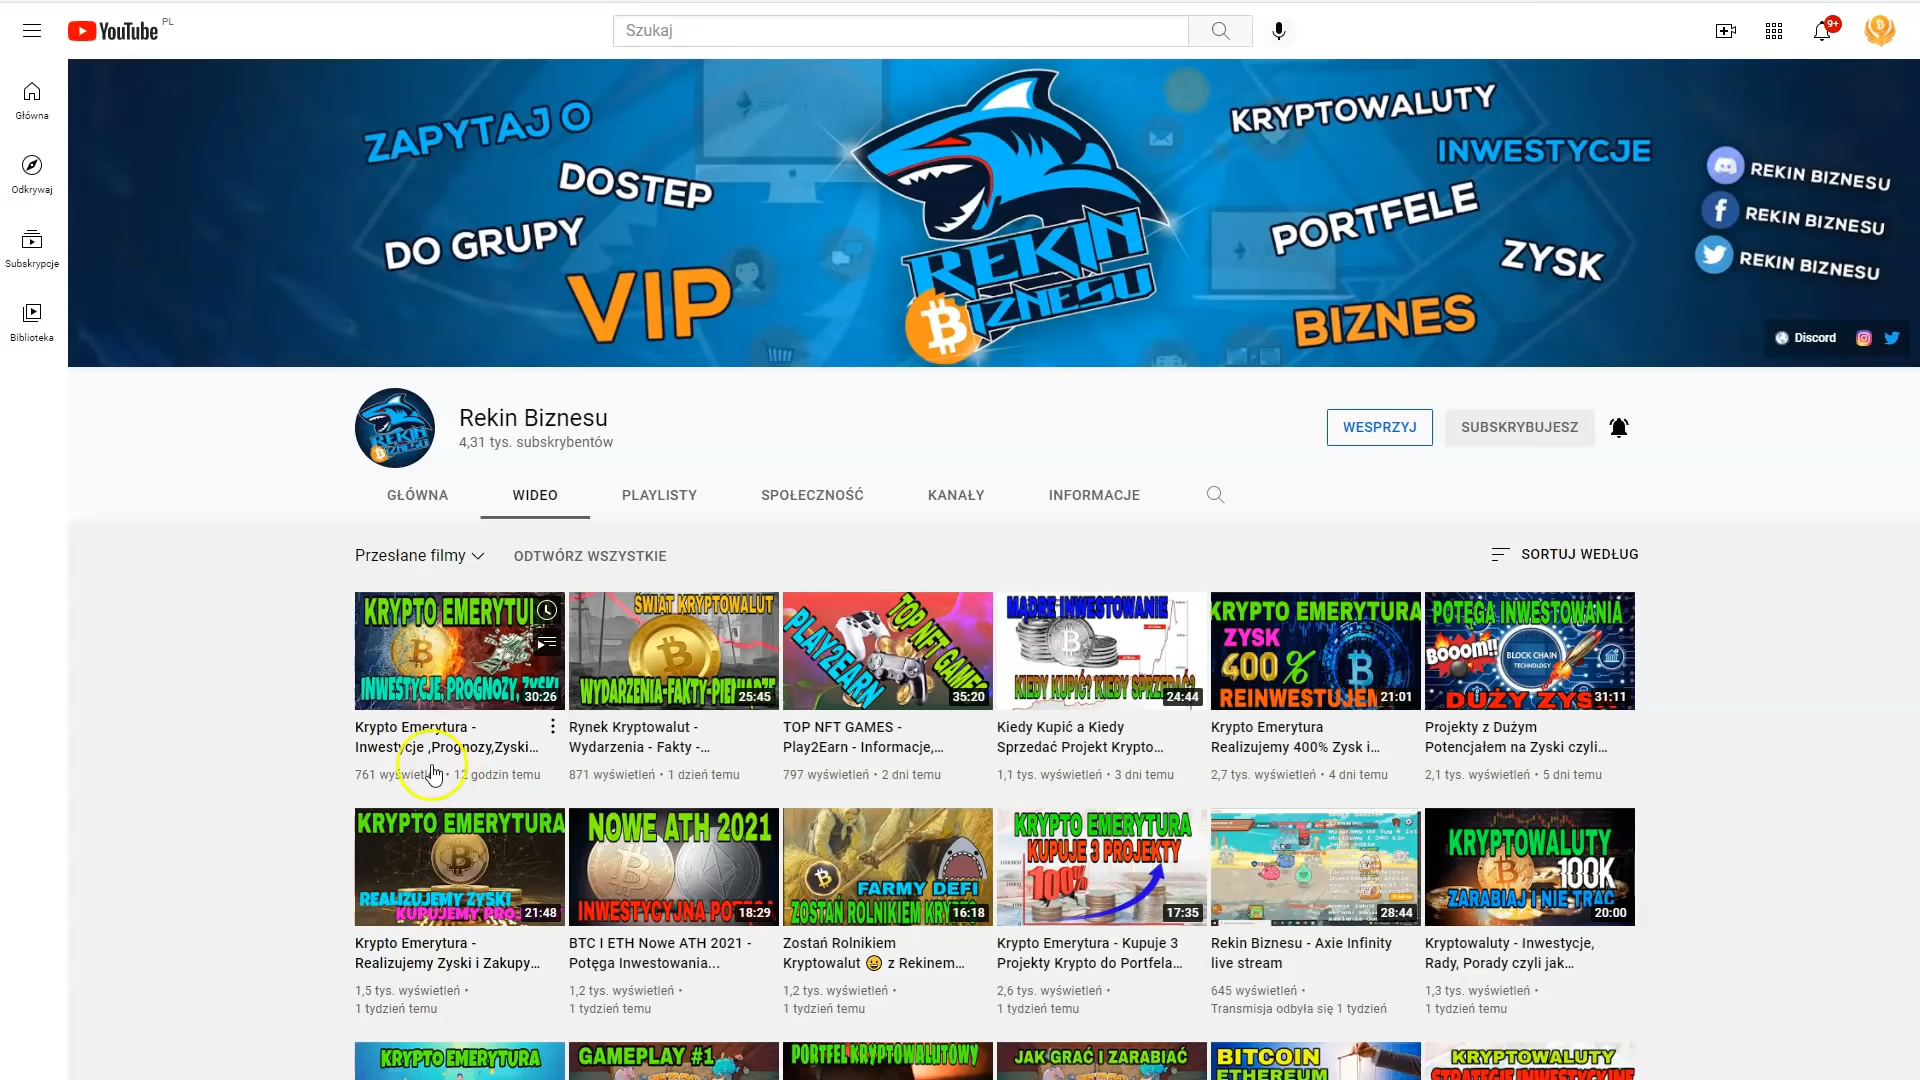 YouTube PL
Szukaj
9+
Główna
Odkrywaj
Subskrypcje
Biblioteka
ZAPYTAJ O
DOSTEP
DO GRUPY
VIP
REKIN
BIZNESU
KRYPTOWALUTY
INWESTYCJE
PORTFELE
ZYSK
BIZNES
REKIN BIZNESU
REKIN BIZNESU
REKIN BIZNESU
Discord
Rekin Biznesu
4,31 tys. subskrybentów
WESPRZYJ
SUBSKRYBUJESZ
GŁÓWNA
WIDEO
PLAYLISTY
SPOŁECZNOŚĆ
KANAŁY
INFORMACJE
Przesłane filmy
ODTWÓRZ WSZYSTKIE
SORTUJ WEDŁUG
KRYPTO
INWESTYCJE, PROGNOZY, ZYSKI
30:26
Krypto Emerytura -
Inwestycje ,Prognozy,Zyski...
761 • 12 godzin temu
ŚWIAT KRYPTOWALUT
WYDARZENIA-FAKTY-PIENIĄDZE
25:45
Rynek Kryptowalut -
Wydarzenia - Fakty -...
871 wyświetleń • 1 dzień temu
PLAY2EARN
TOP NFT GAMES
35:20
TOP NFT GAMES -
Play2Earn - Informacje,...
797 wyświetleń • 2 dni temu
MĄDRE INWESTOWANIE
KIEDY KUPIĆ? KIEDY SPRZEDAĆ?
24:44
Kiedy Kupić a Kiedy
Sprzedać Projekt Krypto...
1,1 tys. wyświetleń • 3 dni temu
KRYPTO EMERYTURA
ZYSK
400 %
REINWESTUJEM
21:01
Krypto Emerytura
Realizujemy 400% Zysk i...
2,7 tys. wyświetleń • 4 dni temu
POTĘGA INWESTOWANIA
BOOOM!!
BLOCK CHAIN
TECHNOLOGY
DUŻY ZYSK
31:11
Projekty z Dużym
Potencjałem na Zyski czyli...
2,1 tys. wyświetleń • 5 dni temu
KRYPTO EMERYTURA
REALIZUJEMY ZYSKI
KUPUJEMY
21:48
Krypto Emerytura -
Realizujemy Zyski i Zakupy...
1,5 tys. wyświetleń •
1 tydzień temu
NOWE ATH 2021
INWESTYCYJNA POTĘGA
18:29
BTC I ETH Nowe ATH 2021 -
Potęga Inwestowania...
1,2 tys. wyświetleń •
1 tydzień temu
FARMY DEFI
ZOSTAŃ ROLNIKIEM
16:18
Zostań Rolnikiem
Kryptowalut 😀 z Rekinem...
1,2 tys. wyświetleń •
1 tydzień temu
KRYPTO EMERYTURA
KUPUJE 3 PROJEKTY
100%
17:35
Krypto Emerytura - Kupuje 3
Projekty Krypto do Portfela...
2,6 tys. wyświetleń •
1 tydzień temu
28:44
Rekin Biznesu - Axie Infinity
live stream
645 wyświetleń •
Transmisja odbyła się 1 tydzień
KRYPTOWALUTY
100K
ZARABIAJ I NIE TRAĆ
20:00
Kryptowaluty - Inwestycje,
Rady, Porady czyli jak...
1,3 tys. wyświetleń •
1 tydzień temu
KRYPTO EMERYTURA
GAMEPLAY #1
PORTFEL KRYPTOWALUTOWY
JAK GRAĆ I ZARABIAĆ
BITCOIN
ETHEREUM
KRYPTOWALUTY
STRATEGIE INWESTYCYJNE